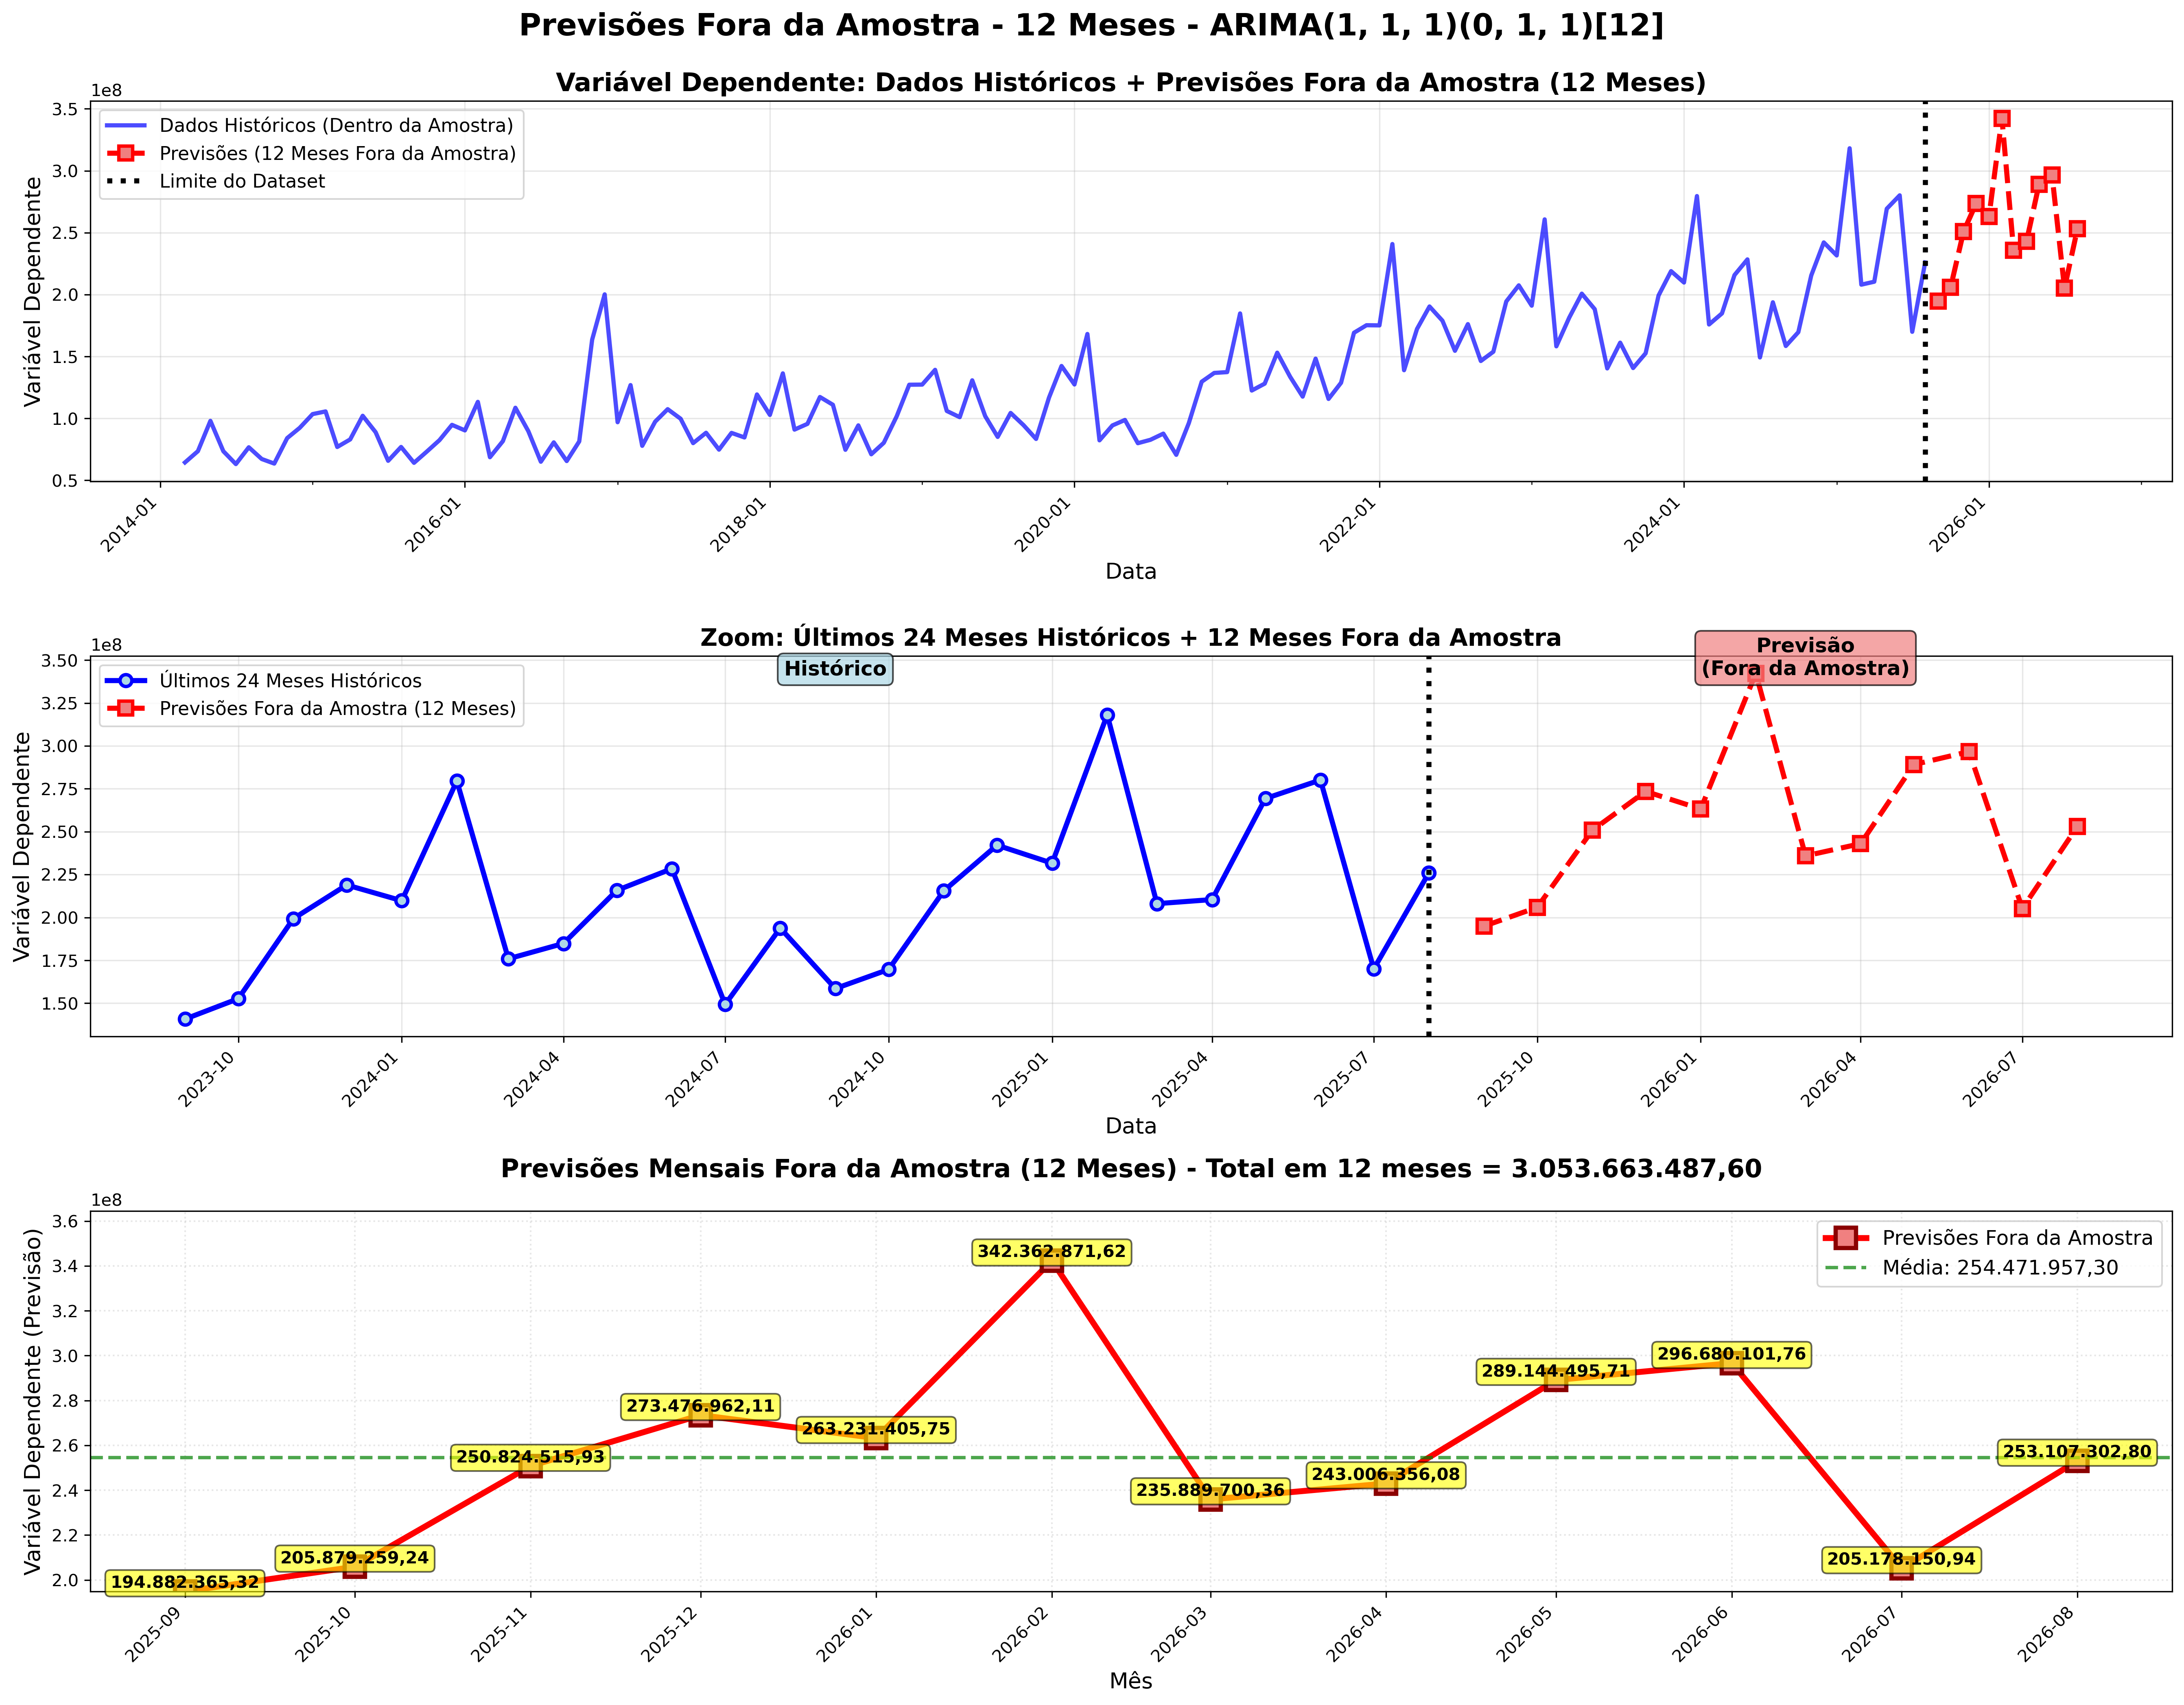 Previsões Fora da Amostra - 12 Meses - ARIMA(1, 1, 1)(0, 1, 1)[12]
Variável Dependente: Dados Históricos + Previsões Fora da Amostra (12 Meses)
1e8
Dados Históricos (Dentro da Amostra)
Previsões (12 Meses Fora da Amostra)
Limite do Dataset
Variável Dependente
3.5
3.0
2.5
2.0
1.5
1.0
0.5
2014-01
2016-01
2018-01
2020-01
2022-01
2024-01
2026-01
Data
Zoom: Últimos 24 Meses Históricos + 12 Meses Fora da Amostra
1e8
Últimos 24 Meses Históricos
Previsões Fora da Amostra (12 Meses)
Histórico
Previsão
(Fora da Amostra)
Variável Dependente
3.50
3.25
3.00
2.75
2.50
2.25
2.00
1.75
1.50
2023-10
2024-01
2024-04
2024-07
2024-10
2025-01
2025-04
2025-07
2025-10
2026-01
2026-04
2026-07
Data
Previsões Mensais Fora da Amostra (12 Meses) - Total em 12 meses = 3.053.663.487,60
1e8
Previsões Fora da Amostra
Média: 254.471.957,30
Variável Dependente (Previsão)
3.6
3.4
3.2
3.0
2.8
2.6
2.4
2.2
2.0
194.882.365,32
205.879.259,24
250.824.515,93
273.476.962,11
263.231.405,75
342.362.871,62
235.889.700,36
243.006.356,08
289.144.495,71
296.680.101,76
205.178.150,94
253.107.302,80
2025-09
2025-10
2025-11
2025-12
2026-01
2026-02
2026-03
2026-04
2026-05
2026-06
2026-07
2026-08
Mês